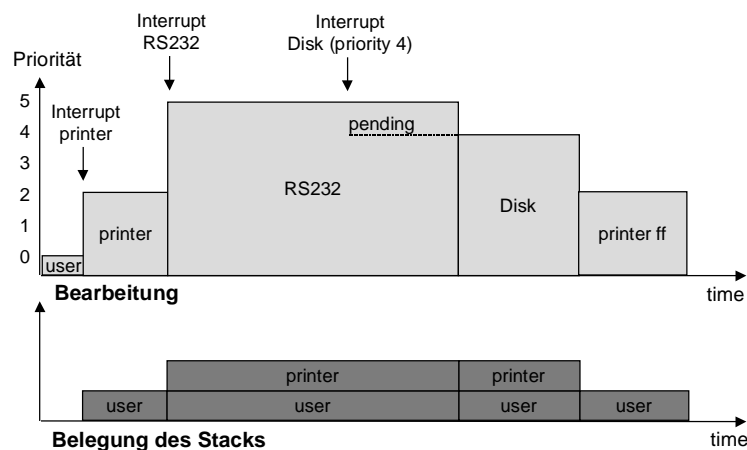 Interrupt
RS232
Interrupt
Disk (priority 4)
Priorität
Interrupt
printer
5
4
3
2
1
0
pending
RS232
Disk
printer
printer ff
user
Bearbeitung
time
printer
printer
user
user
user
user
Belegung des Stacks
time